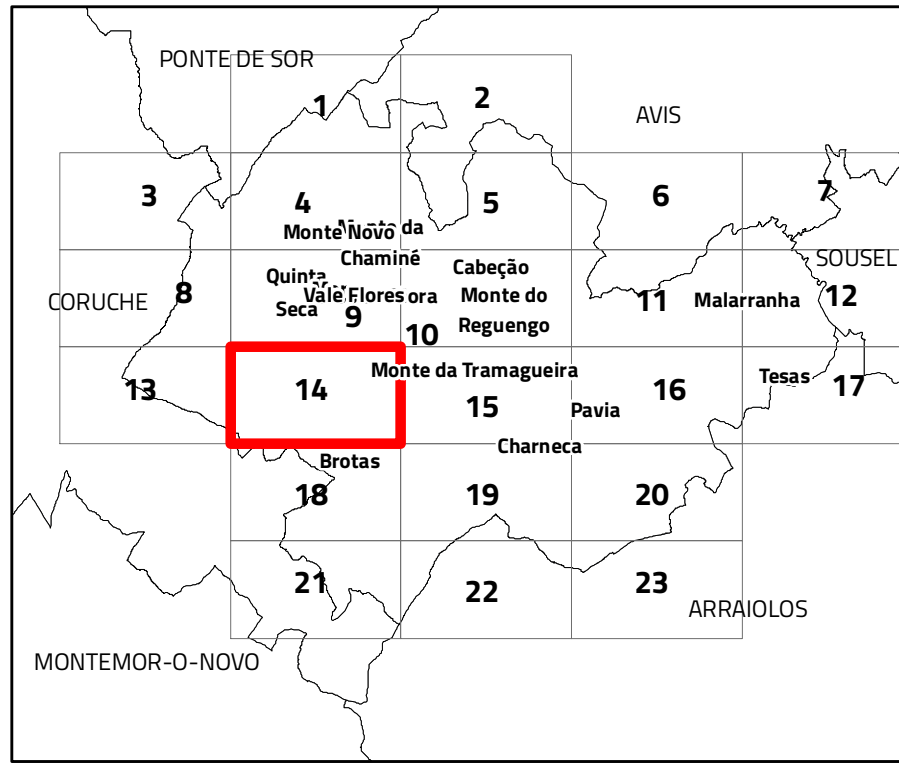 PONTE DE SOR
1
2
AVIS
3
4
5
6
7
Monte Novo
da
Chaminé
SOUSEL
Quinta
Seca
Vale Flores
ora
Cabeção
Monte do
Reguengo
CORUCHE
8
9
10
11
Malarranha
12
13
14
Monte da Tramagueira
15
Pavia
16
Tesas
17
Charneca
Brotas
18
19
20
21
22
23
ARRAIOLOS
MONTEMOR-O-NOVO